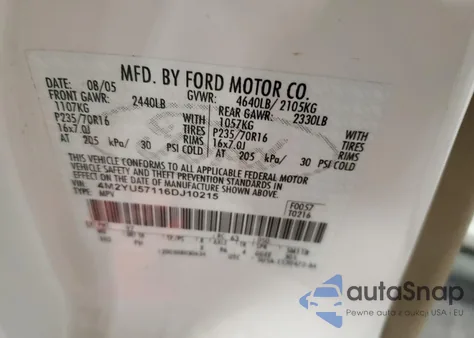 MFD. BY FORD MOTOR CO.
DATE: 08/05 GVWR: 4640LB/ 2105KG
FRONT GAWR: 2440LB REAR GAWR: 2330LB
1107KG WITH 1057KG WITH
P235/70R16 TIRES P235/70R16 TIRES
16x7.0J RIMS 16x7.0J RIMS
AT 205 kPa/ 30 PSI COLD AT 205 kPa/ 30 PSI COLD
THIS VEHICLE CONFORMS TO ALL APPLICABLE FEDERAL MOTOR
VEHICLE SAFETY AND THEFT PREVENTION STANDARDS IN
EFFECT ON THE DATE OF MANUFACTURE SHOWN ABOVE.
VIN: 4M2YU57116DJ10215
TYPE: MPV
F0057
T0216
autoSnap
Pewne auta z aukcji USA - EU